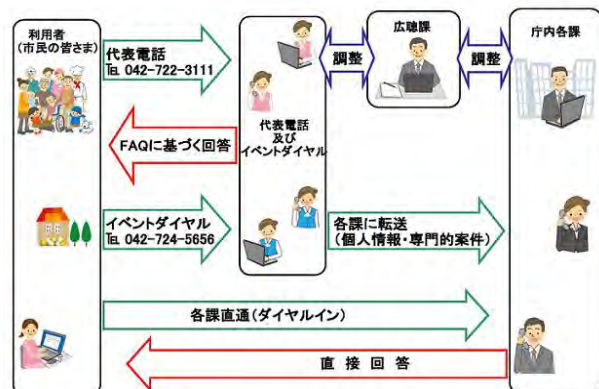 利用者
(市民の皆さま)
代表電話
℡ 042-722-3111
調整
広聴課
調整
庁内各課
FAQに基づく回答
代表電話
及び
イベントダイヤル
イベントダイヤル
℡ 042-724-5656
各課に転送
(個人情報・専門的案件)
各課直通(ダイヤルイン)
直 接 回 答